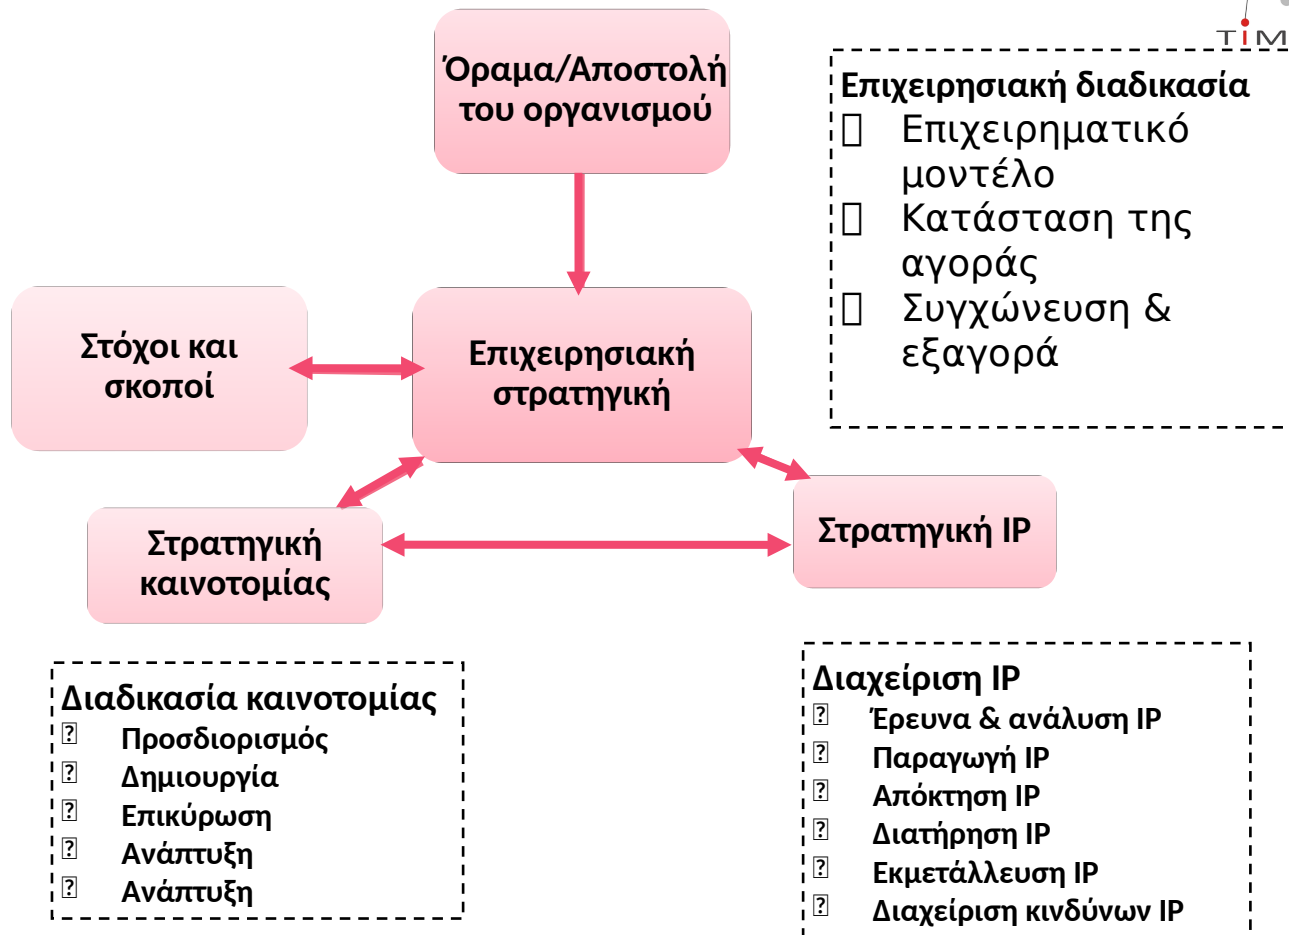 TiM
Όραμα/Αποστολή
του οργανισμού
Επιχειρησιακή διαδικασία
Επιχειρηματικό
μοντέλο
Κατάσταση της
αγοράς
Συγχώνευση &
εξαγορά
Στόχοι και
σκοποί
Επιχειρησιακή
στρατηγική
Στρατηγική
καινοτομίας
Στρατηγική IP
Διαδικασία καινοτομίας
Προσδιορισμός
Δημιουργία
Επικύρωση
Ανάπτυξη
Ανάπτυξη
Διαχείριση IP
Έρευνα & ανάλυση IP
Παραγωγή IP
Απόκτηση IP
Διατήρηση IP
Εκμετάλλευση IP
Διαχείριση κινδύνων IP